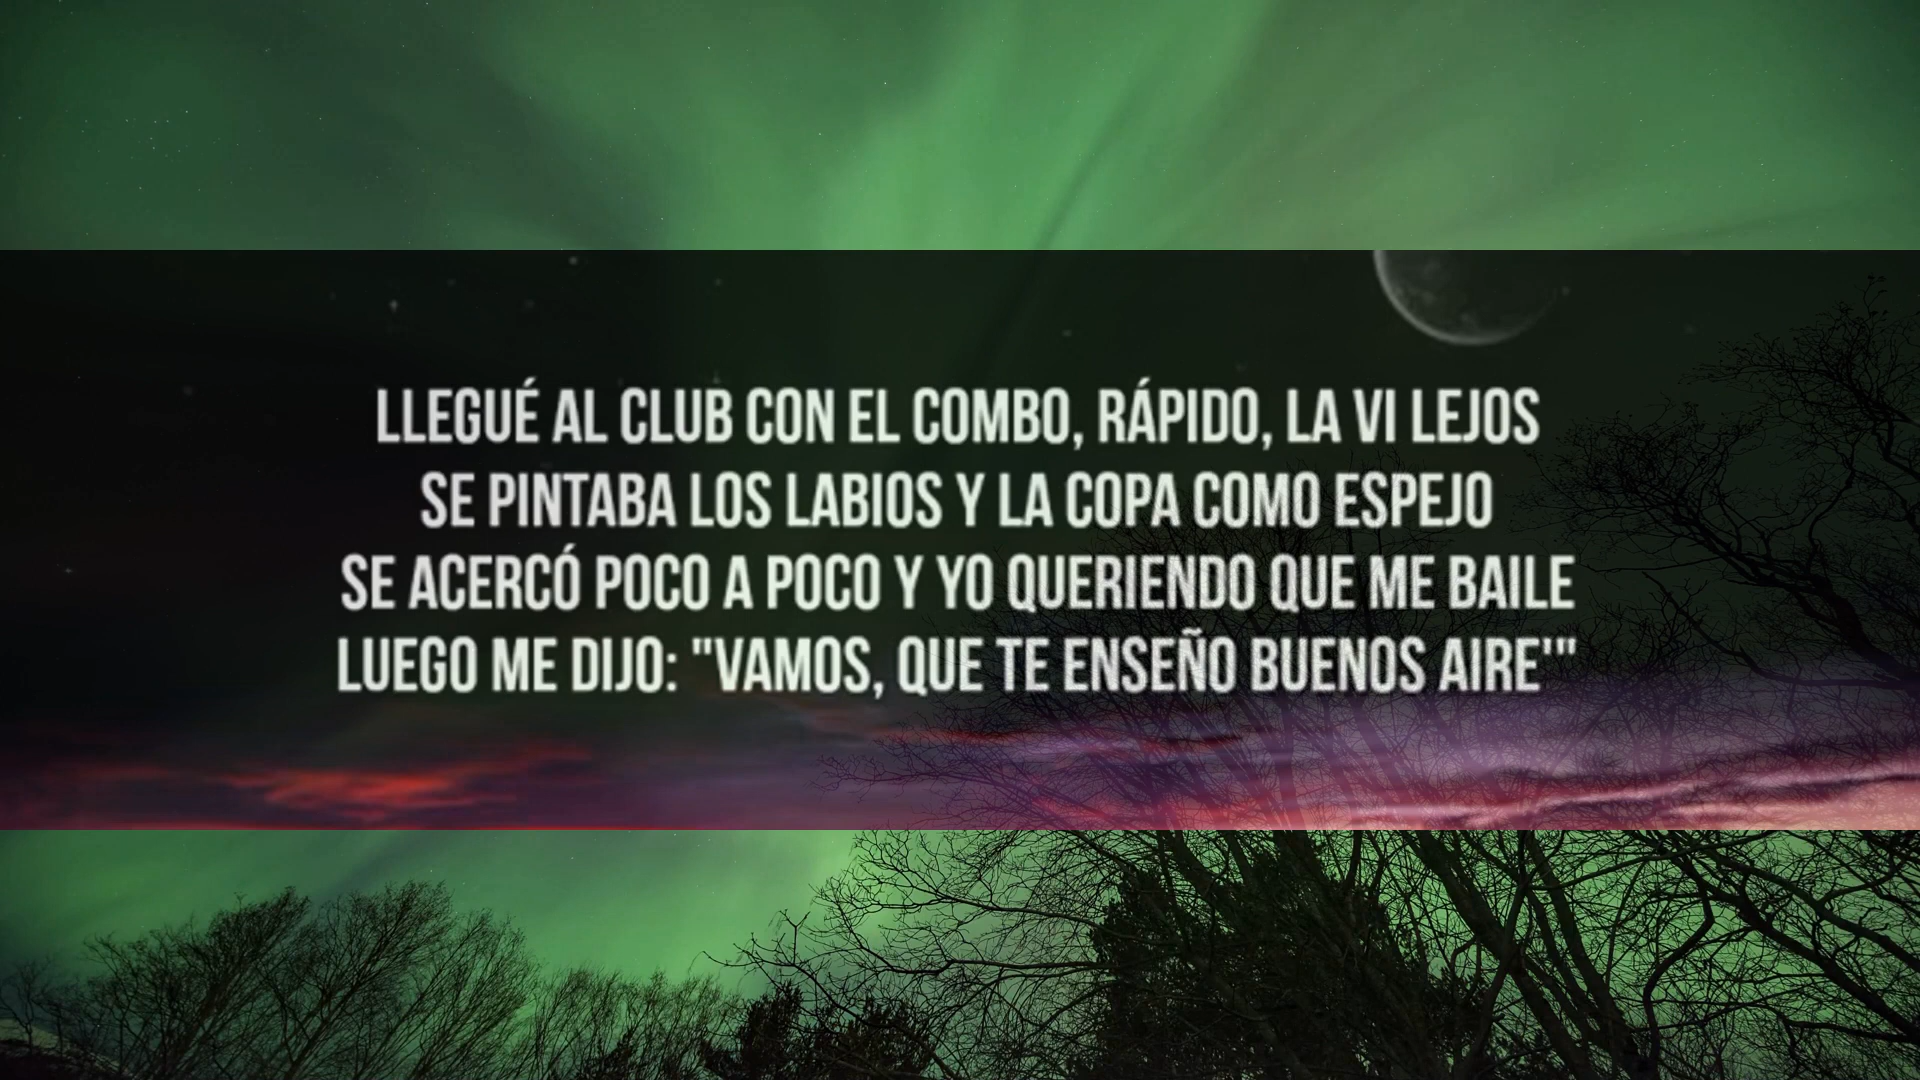 LLEGUÉ AL CLUB CON EL COMBO, RÁPIDO, LA VI LEJOS
SE PINTABA LOS LABIOS Y LA COPA COMO ESPEJO
SE ACERCÓ POCO A POCO Y YO QUERIENDO QUE ME BAILE
LUEGO ME DIJO: "VAMOS, QUE TE ENSEÑO BUENOS AIRE'"